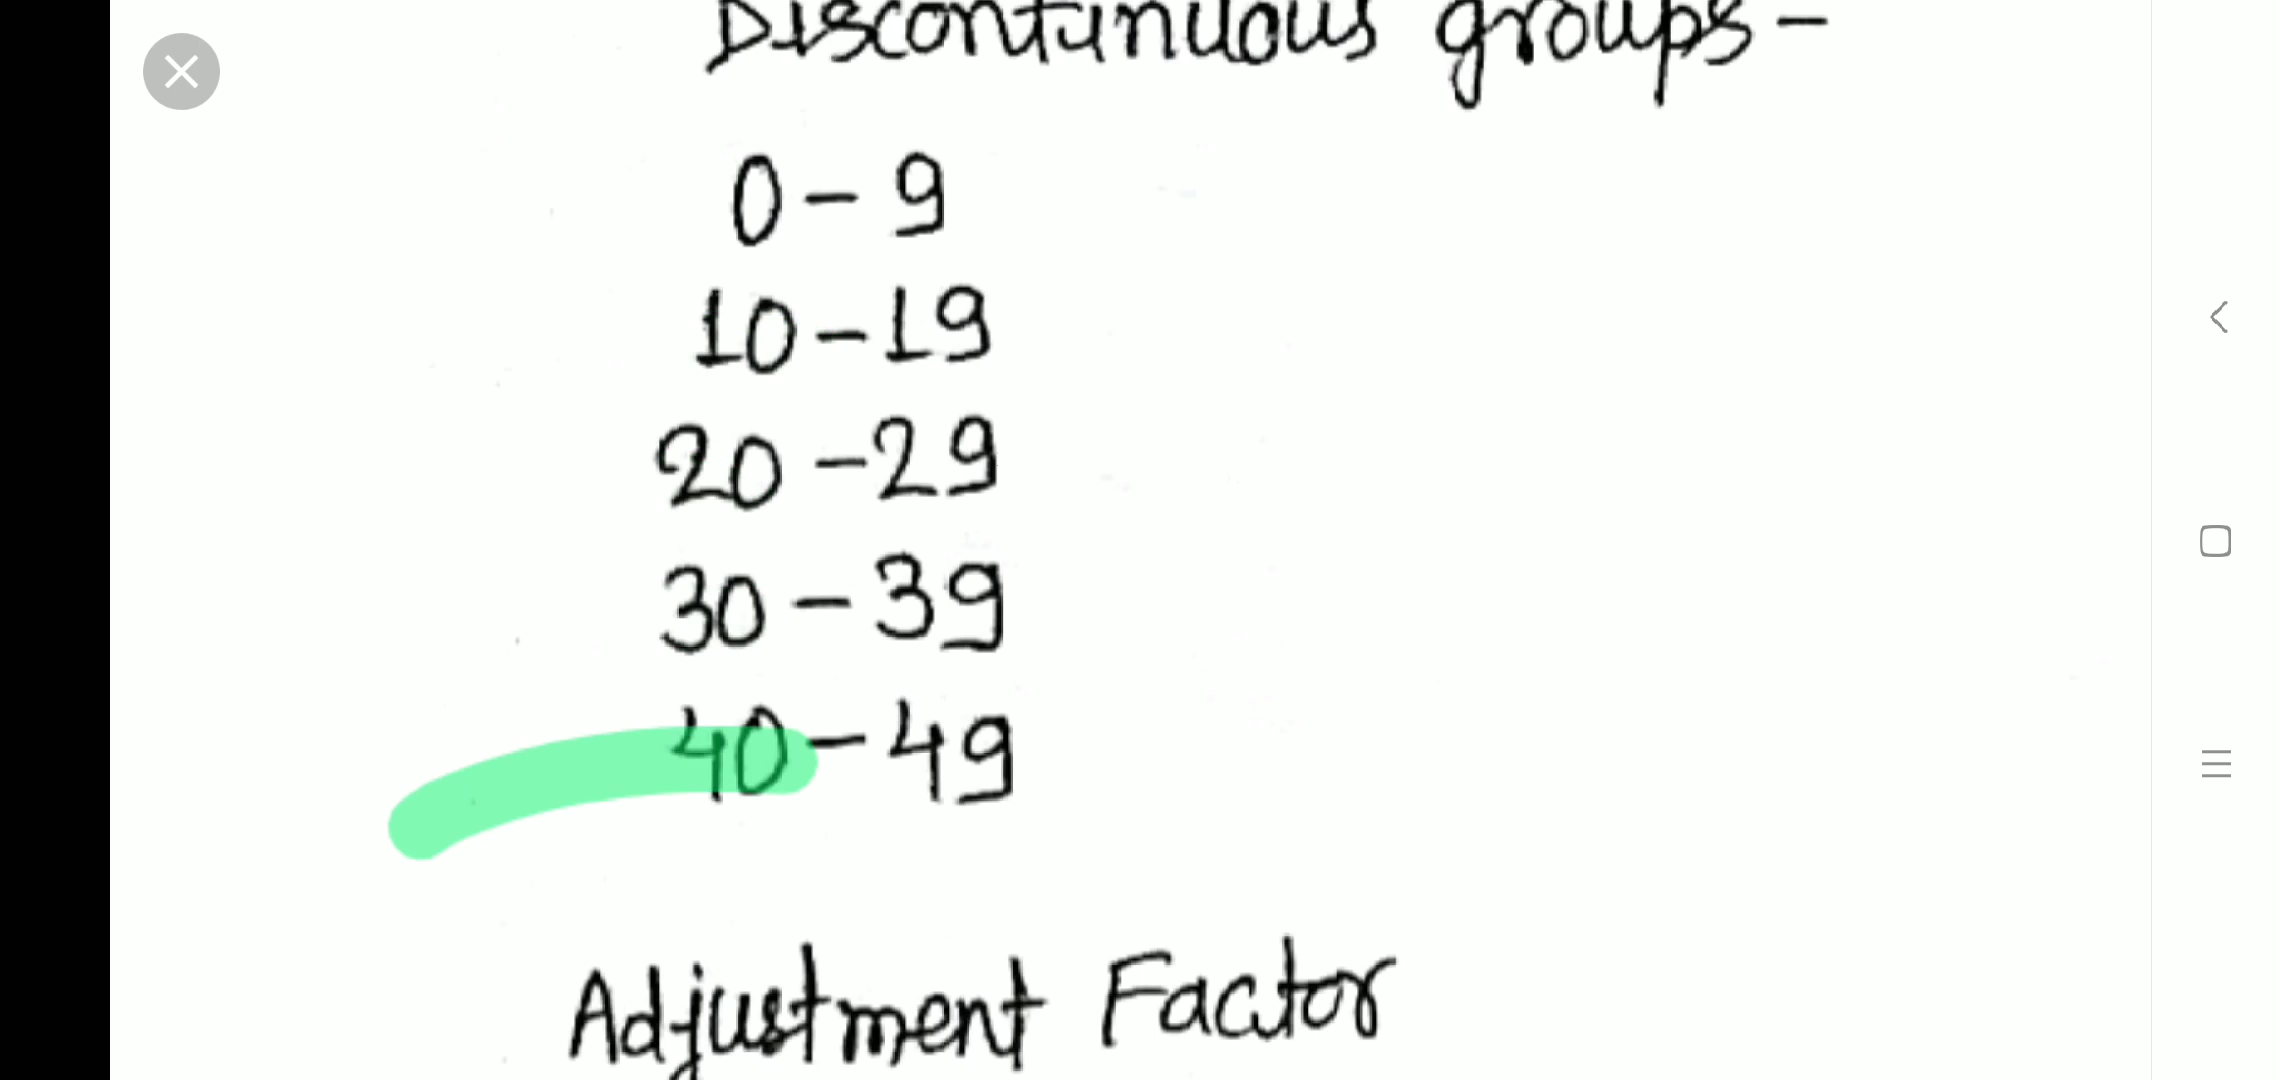 Discontinuous groups-
0-9
10-19
20-29
30-39
40-49
Adjustment Factor